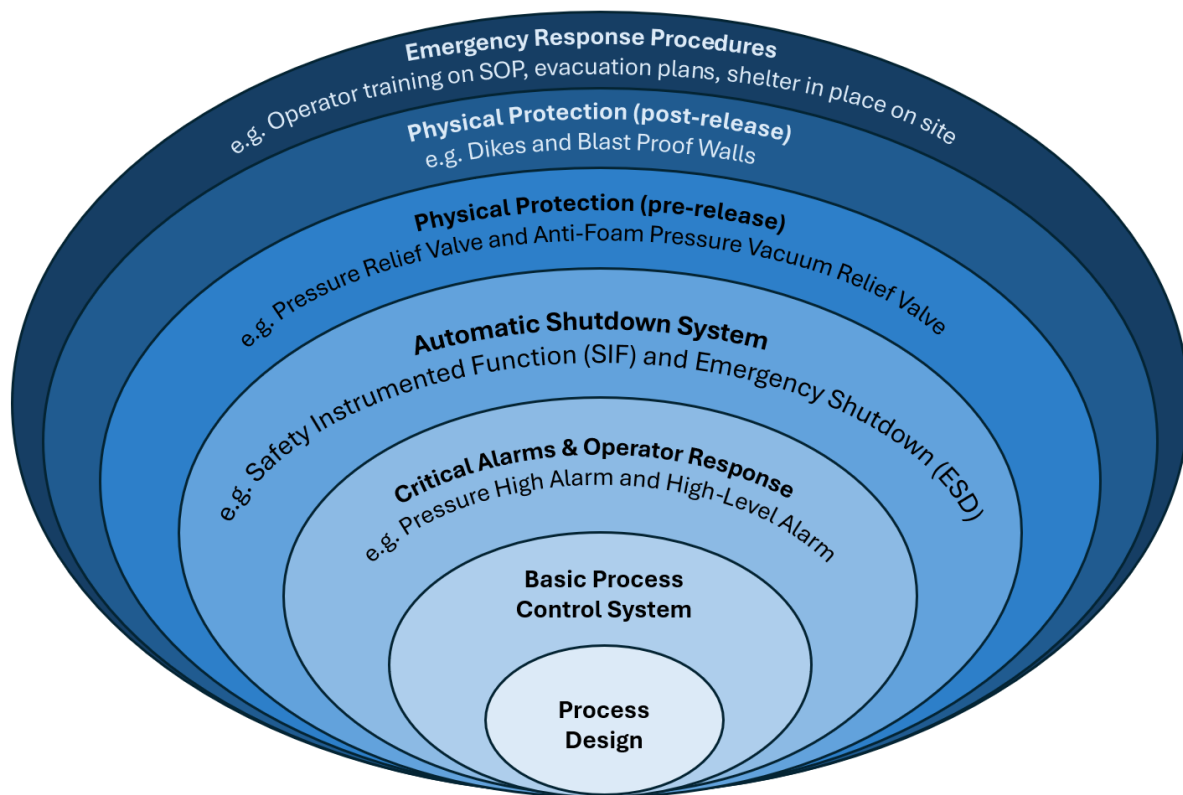 Emergency Response Procedures
e.g. Operator training on SOP, evacuation plans, shelter in place on site
Physical Protection (post-release)
e.g. Dikes and Blast Proof Walls
Physical Protection (pre-release)
e.g. Pressure Relief Valve and Anti-Foam Pressure Vacuum Relief Valve
Automatic Shutdown System
e.g. Safety Instrumented Function (SIF) and Emergency Shutdown (ESD)
Critical Alarms & Operator Response
e.g. Pressure High Alarm and High-Level Alarm
Basic Process
Control System
Process
Design